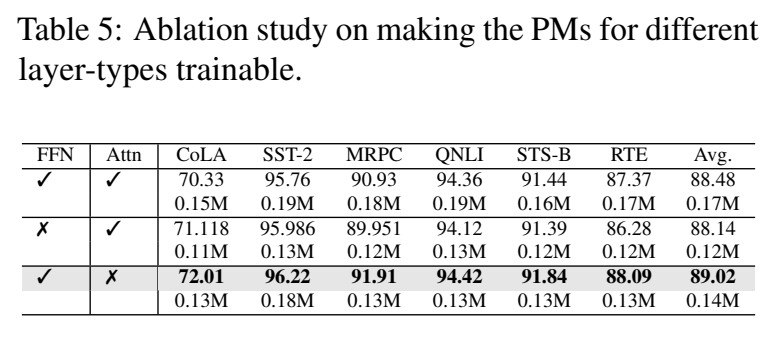 Table 5: Ablation study on making the PMs for different
layer-types trainable.
FFN Attn CoLA SST-2 MRPC QNLI STS-B RTE Avg.
✓ ✓ 70.33 95.76 90.93 94.36 91.44 87.37 88.48
0.15M 0.19M 0.18M 0.19M 0.16M 0.17M 0.17M
✗ ✓ 71.118 95.986 89.951 94.12 91.39 86.28 88.14
0.11M 0.13M 0.12M 0.13M 0.12M 0.12M 0.12M
✓ ✗ 72.01 96.22 91.91 94.42 91.84 88.09 89.02
0.13M 0.18M 0.13M 0.13M 0.13M 0.13M 0.14M